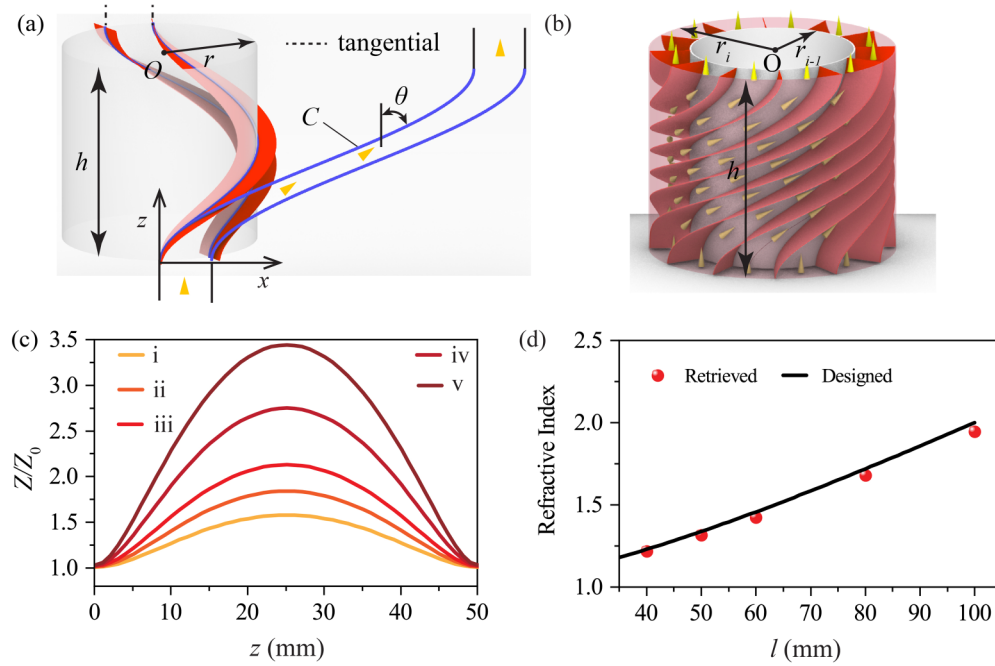 (a)
tangential
O
r
C
θ
h
z
x
(b)
r_i
r_{i-1}
O
h
(c)
i
ii
iii
iv
v
3.5
3.0
2.5
2.0
1.5
1.0
Z/Z_0
0 10 20 30 40 50
z (mm)
(d)
Retrieved
Designed
2.5
2.0
1.5
1.0
Refractive Index
40 50 60 70 80 90 100
l (mm)